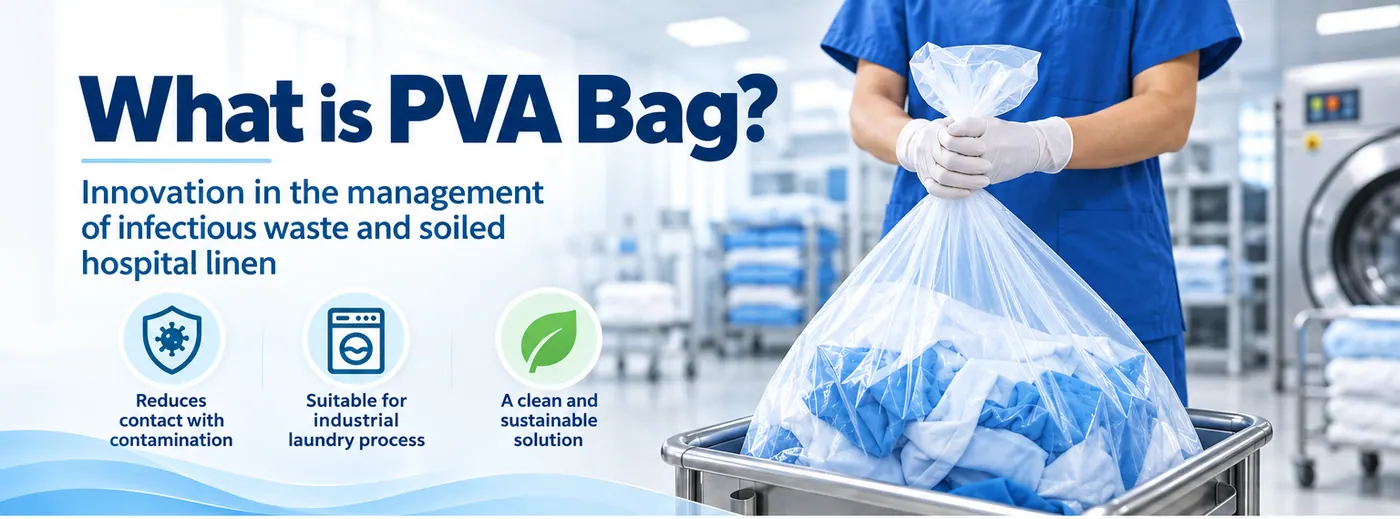 What is PVA Bag?
Innovation in the management
of infectious waste and soiled
hospital linen
Reduces
contact with
contamination
Suitable for
industrial
laundry process
A clean and
sustainable
solution